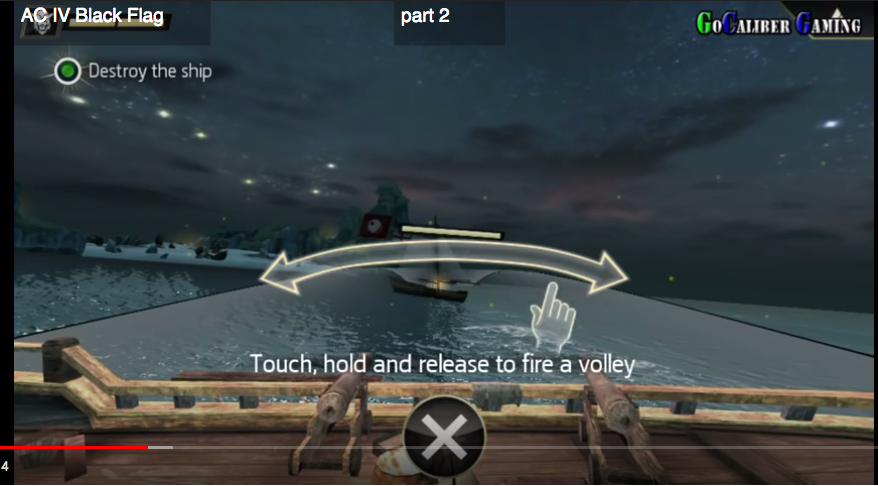 AC IV Black Flag
part 2
GoCaliber Gaming
Destroy the ship
Touch, hold and release to fire a volley
4